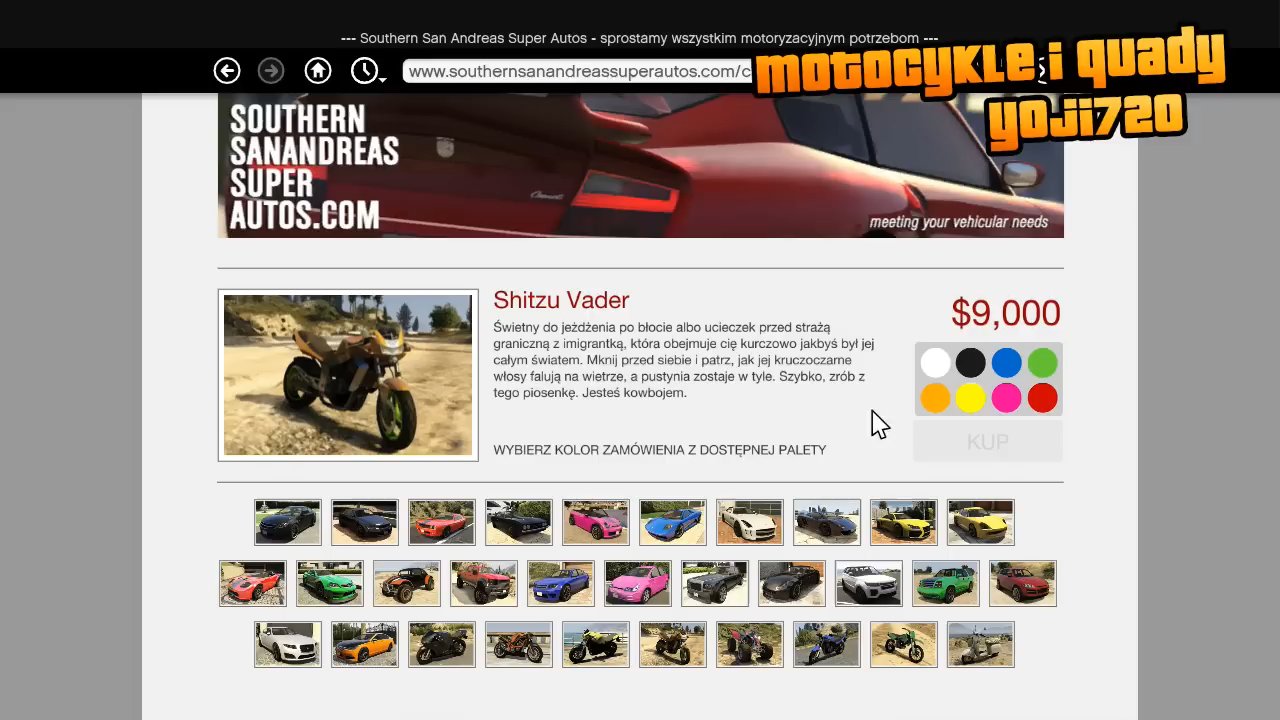 --- Southern San Andreas Super Autos - sprostamy wszystkim motoryzacyjnym potrzebom ---
www.southernsanandreassuperautos.com/c
MOTOCYKLE i QUADY
YOJI720
SOUTHERN
SANANDREAS
SUPER
AUTOS.COM
meeting your vehicular needs
Shitzu Vader
$9,000
Świetny do jeżdżenia po błocie albo ucieczek przed strażą
graniczną z imigrantką, która obejmuje cię kurczowo jakbyś był jej
całym światem. Mknij przed siebie i patrz, jak jej kruczoczarne
włosy falują na wietrze, a pustynia zostaje w tyle. Szybko, zrób z
tego piosenkę. Jesteś kowbojem.
WYBIERZ KOLOR ZAMÓWIENIA Z DOSTĘPNEJ PALETY
KUP